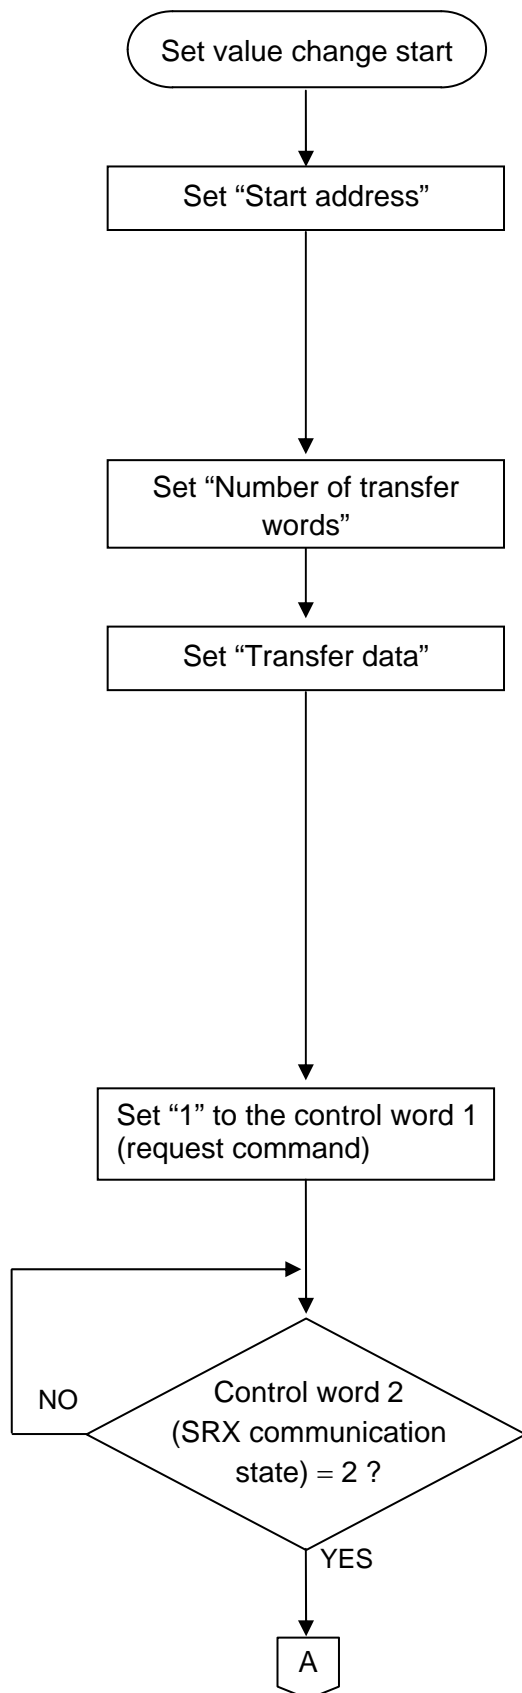 Set value change start
Set “Start address”
Set “Number of transfer
words”
Set “Transfer data”
Set “1” to the control word 1
(request command)
Control word 2
(SRX communication
state) = 2 ?
NO
YES
A